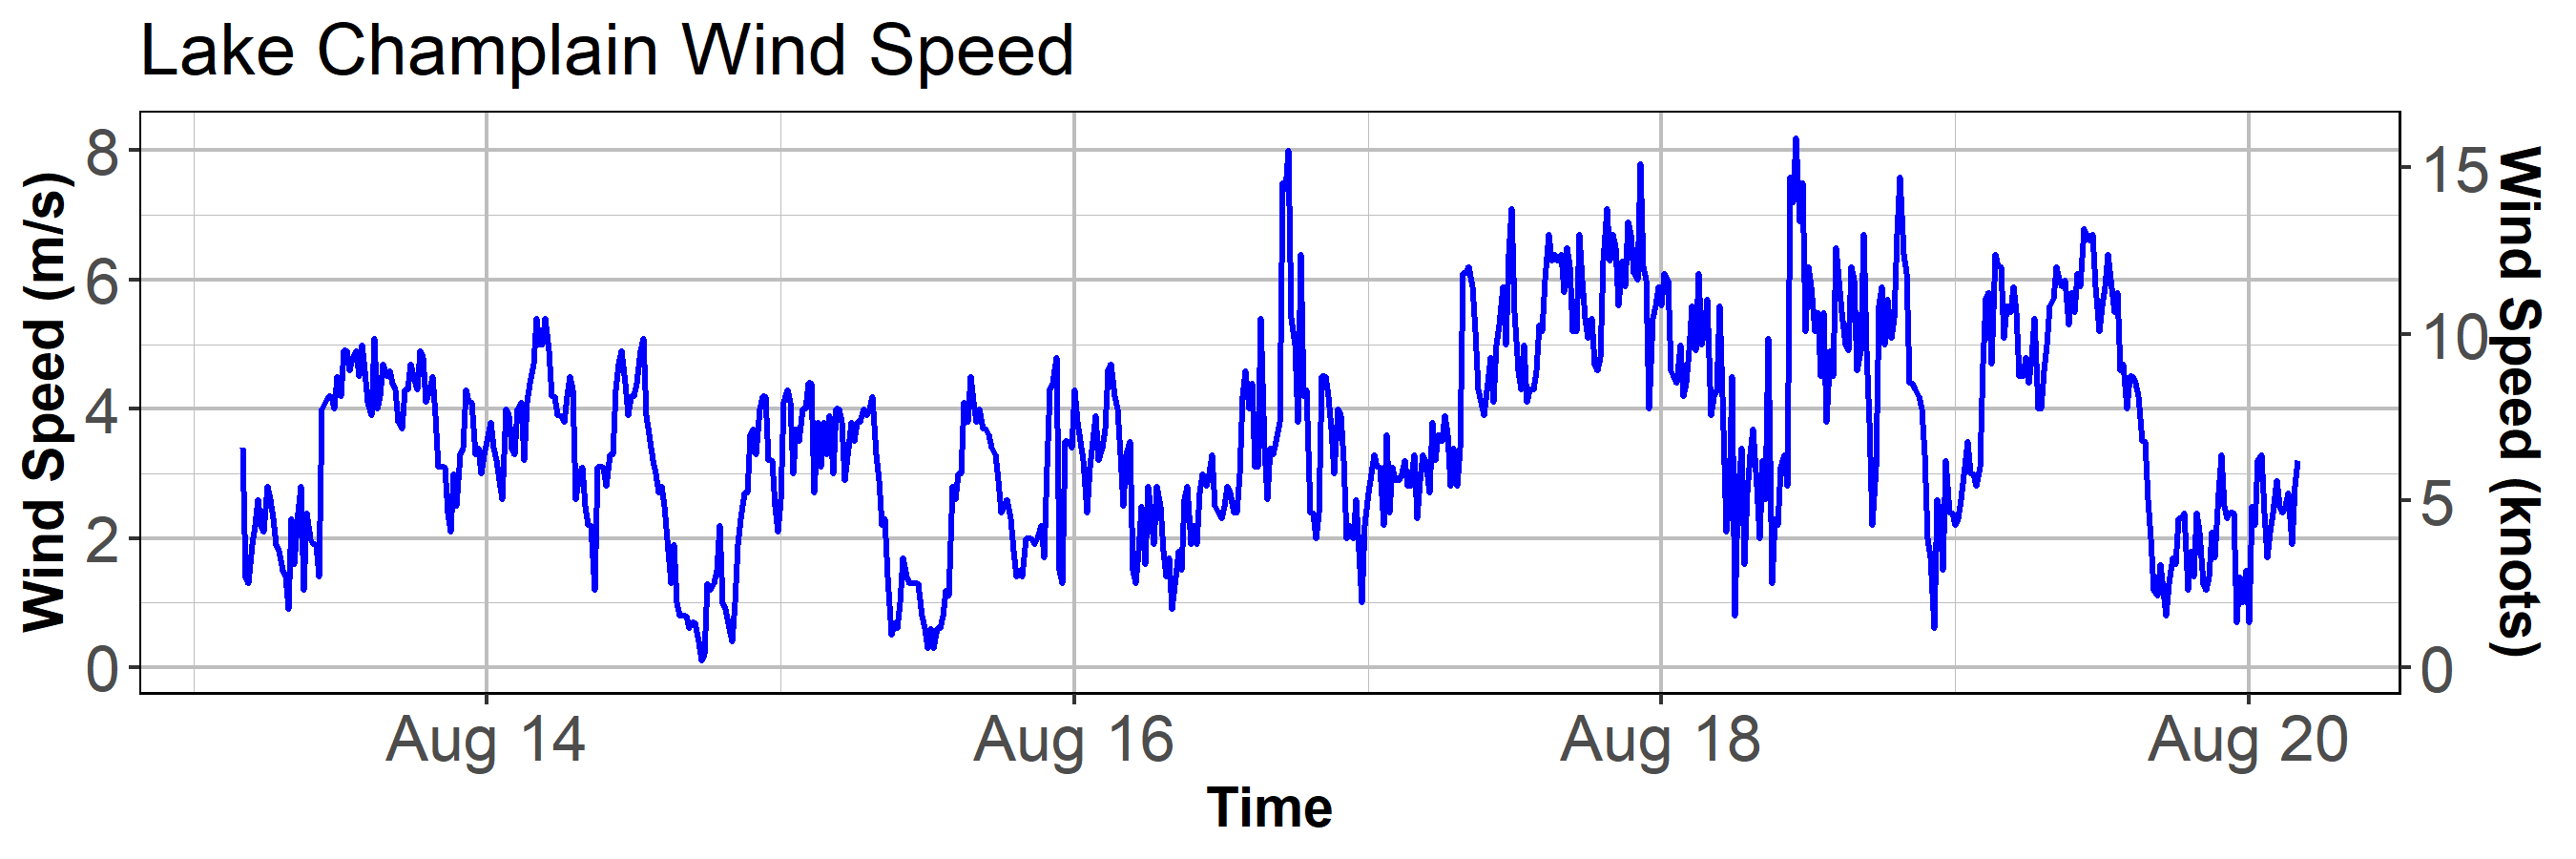 Lake Champlain Wind Speed
Wind Speed (m/s)
8
6
4
2
0
15
10
5
0
Wind Speed (knots)
Aug 14
Aug 16
Aug 18
Aug 20
Time